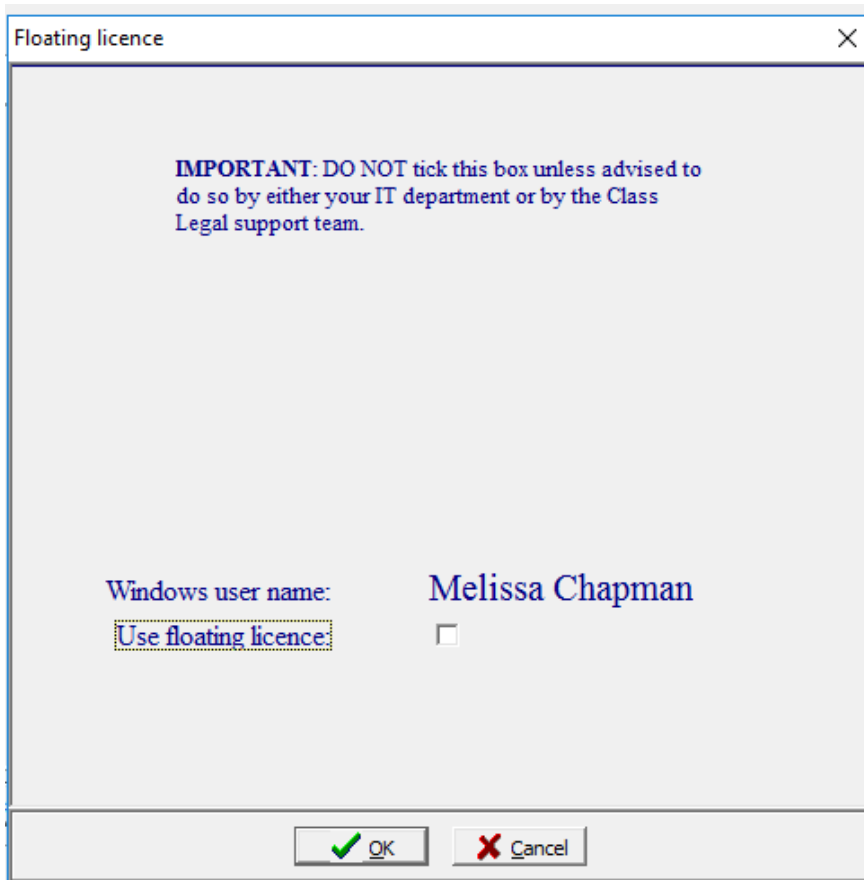 Floating licence
IMPORTANT: DO NOT tick this box unless advised to
do so by either your IT department or by the Class
Legal support team.
Windows user name: Melissa Chapman
Use floating licence:
OK Cancel